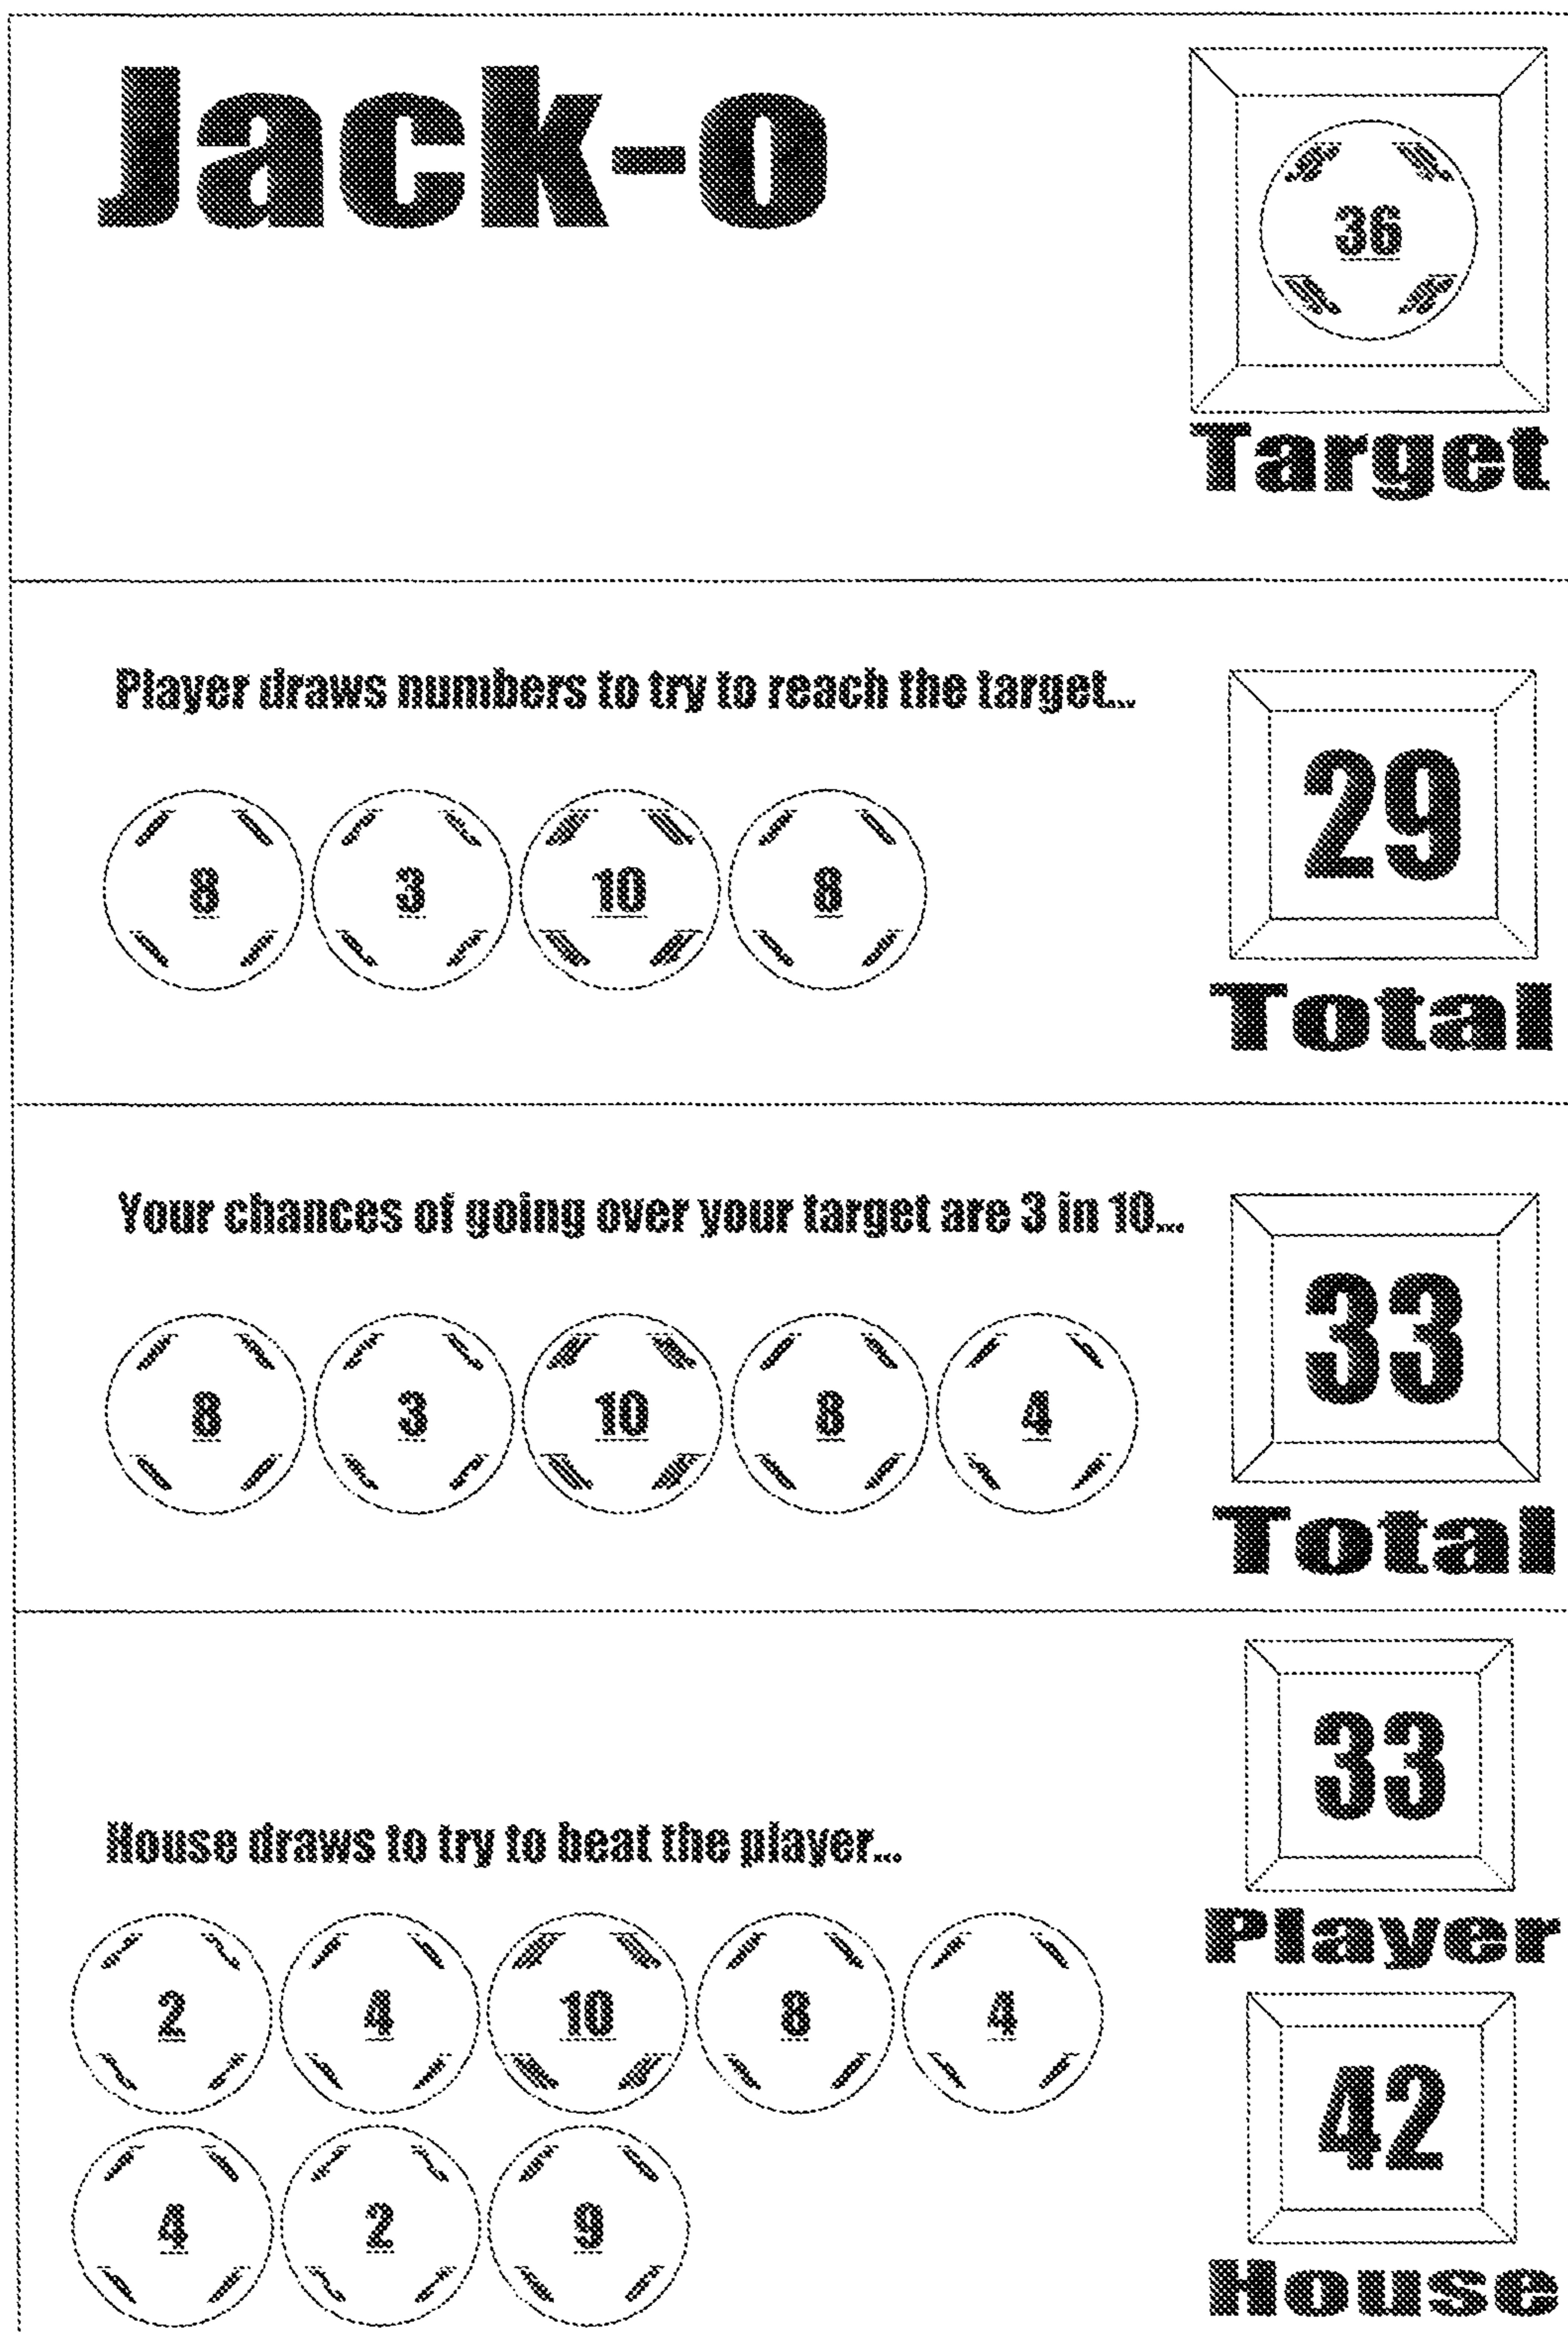 Jack-o
36
Target
Player draws numbers to try to reach the target...
8 3 10 8
29
Total
Your chances of going over your target are 3 in 10...
8 3 10 8 4
33
Total
33
Player
House draws to try to beat the player...
2 4 10 8 4
4 2 9
42
House